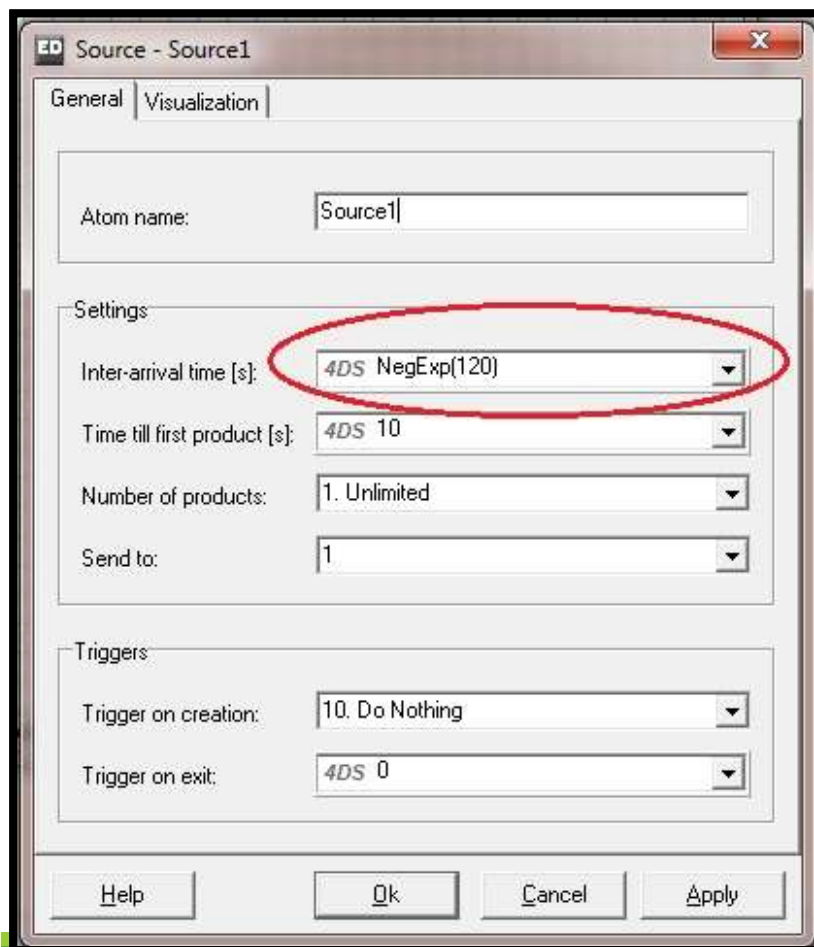 ED Source - Source1
General Visualization
Atom name: Source1
Settings
Inter-arrival time [s]: 4DS NegExp(120)
Time till first product [s]: 4DS 10
Number of products: 1. Unlimited
Send to: 1
Triggers
Trigger on creation: 10. Do Nothing
Trigger on exit: 4DS 0
Help Ok Cancel Apply